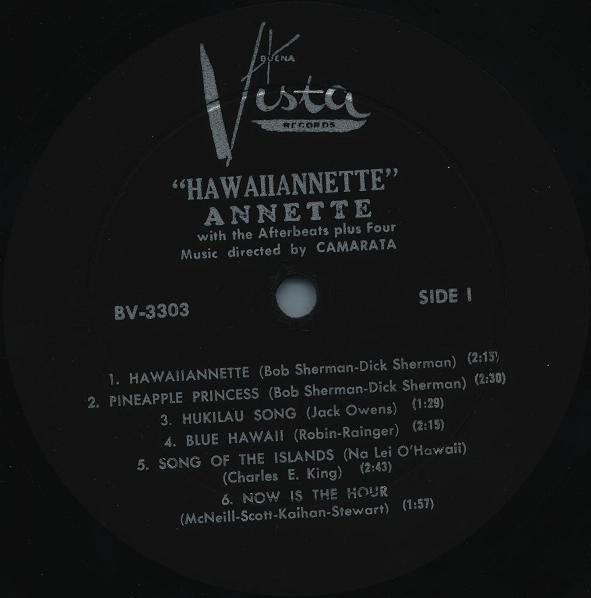 BUENA
Vista
RECORDS
"HAWAIIANNETTE"
ANNETTE
with the Afterbeats plus Four
Music directed by CAMARATA
BV-3303
SIDE I
1. HAWAIIANNETTE (Bob Sherman-Dick Sherman) (2:15)
2. PINEAPPLE PRINCESS (Bob Sherman-Dick Sherman) (2:30)
3. HUKILAU SONG (Jack Owens) (1:29)
4. BLUE HAWAII (Robin-Rainger) (2:15)
5. SONG OF THE ISLANDS (Na Lei O'Hawaii)
(Charles E. King) (2:43)
6. NOW IS THE HOUR
(McNeill-Scott-Kaihan-Stewart) (1:57)